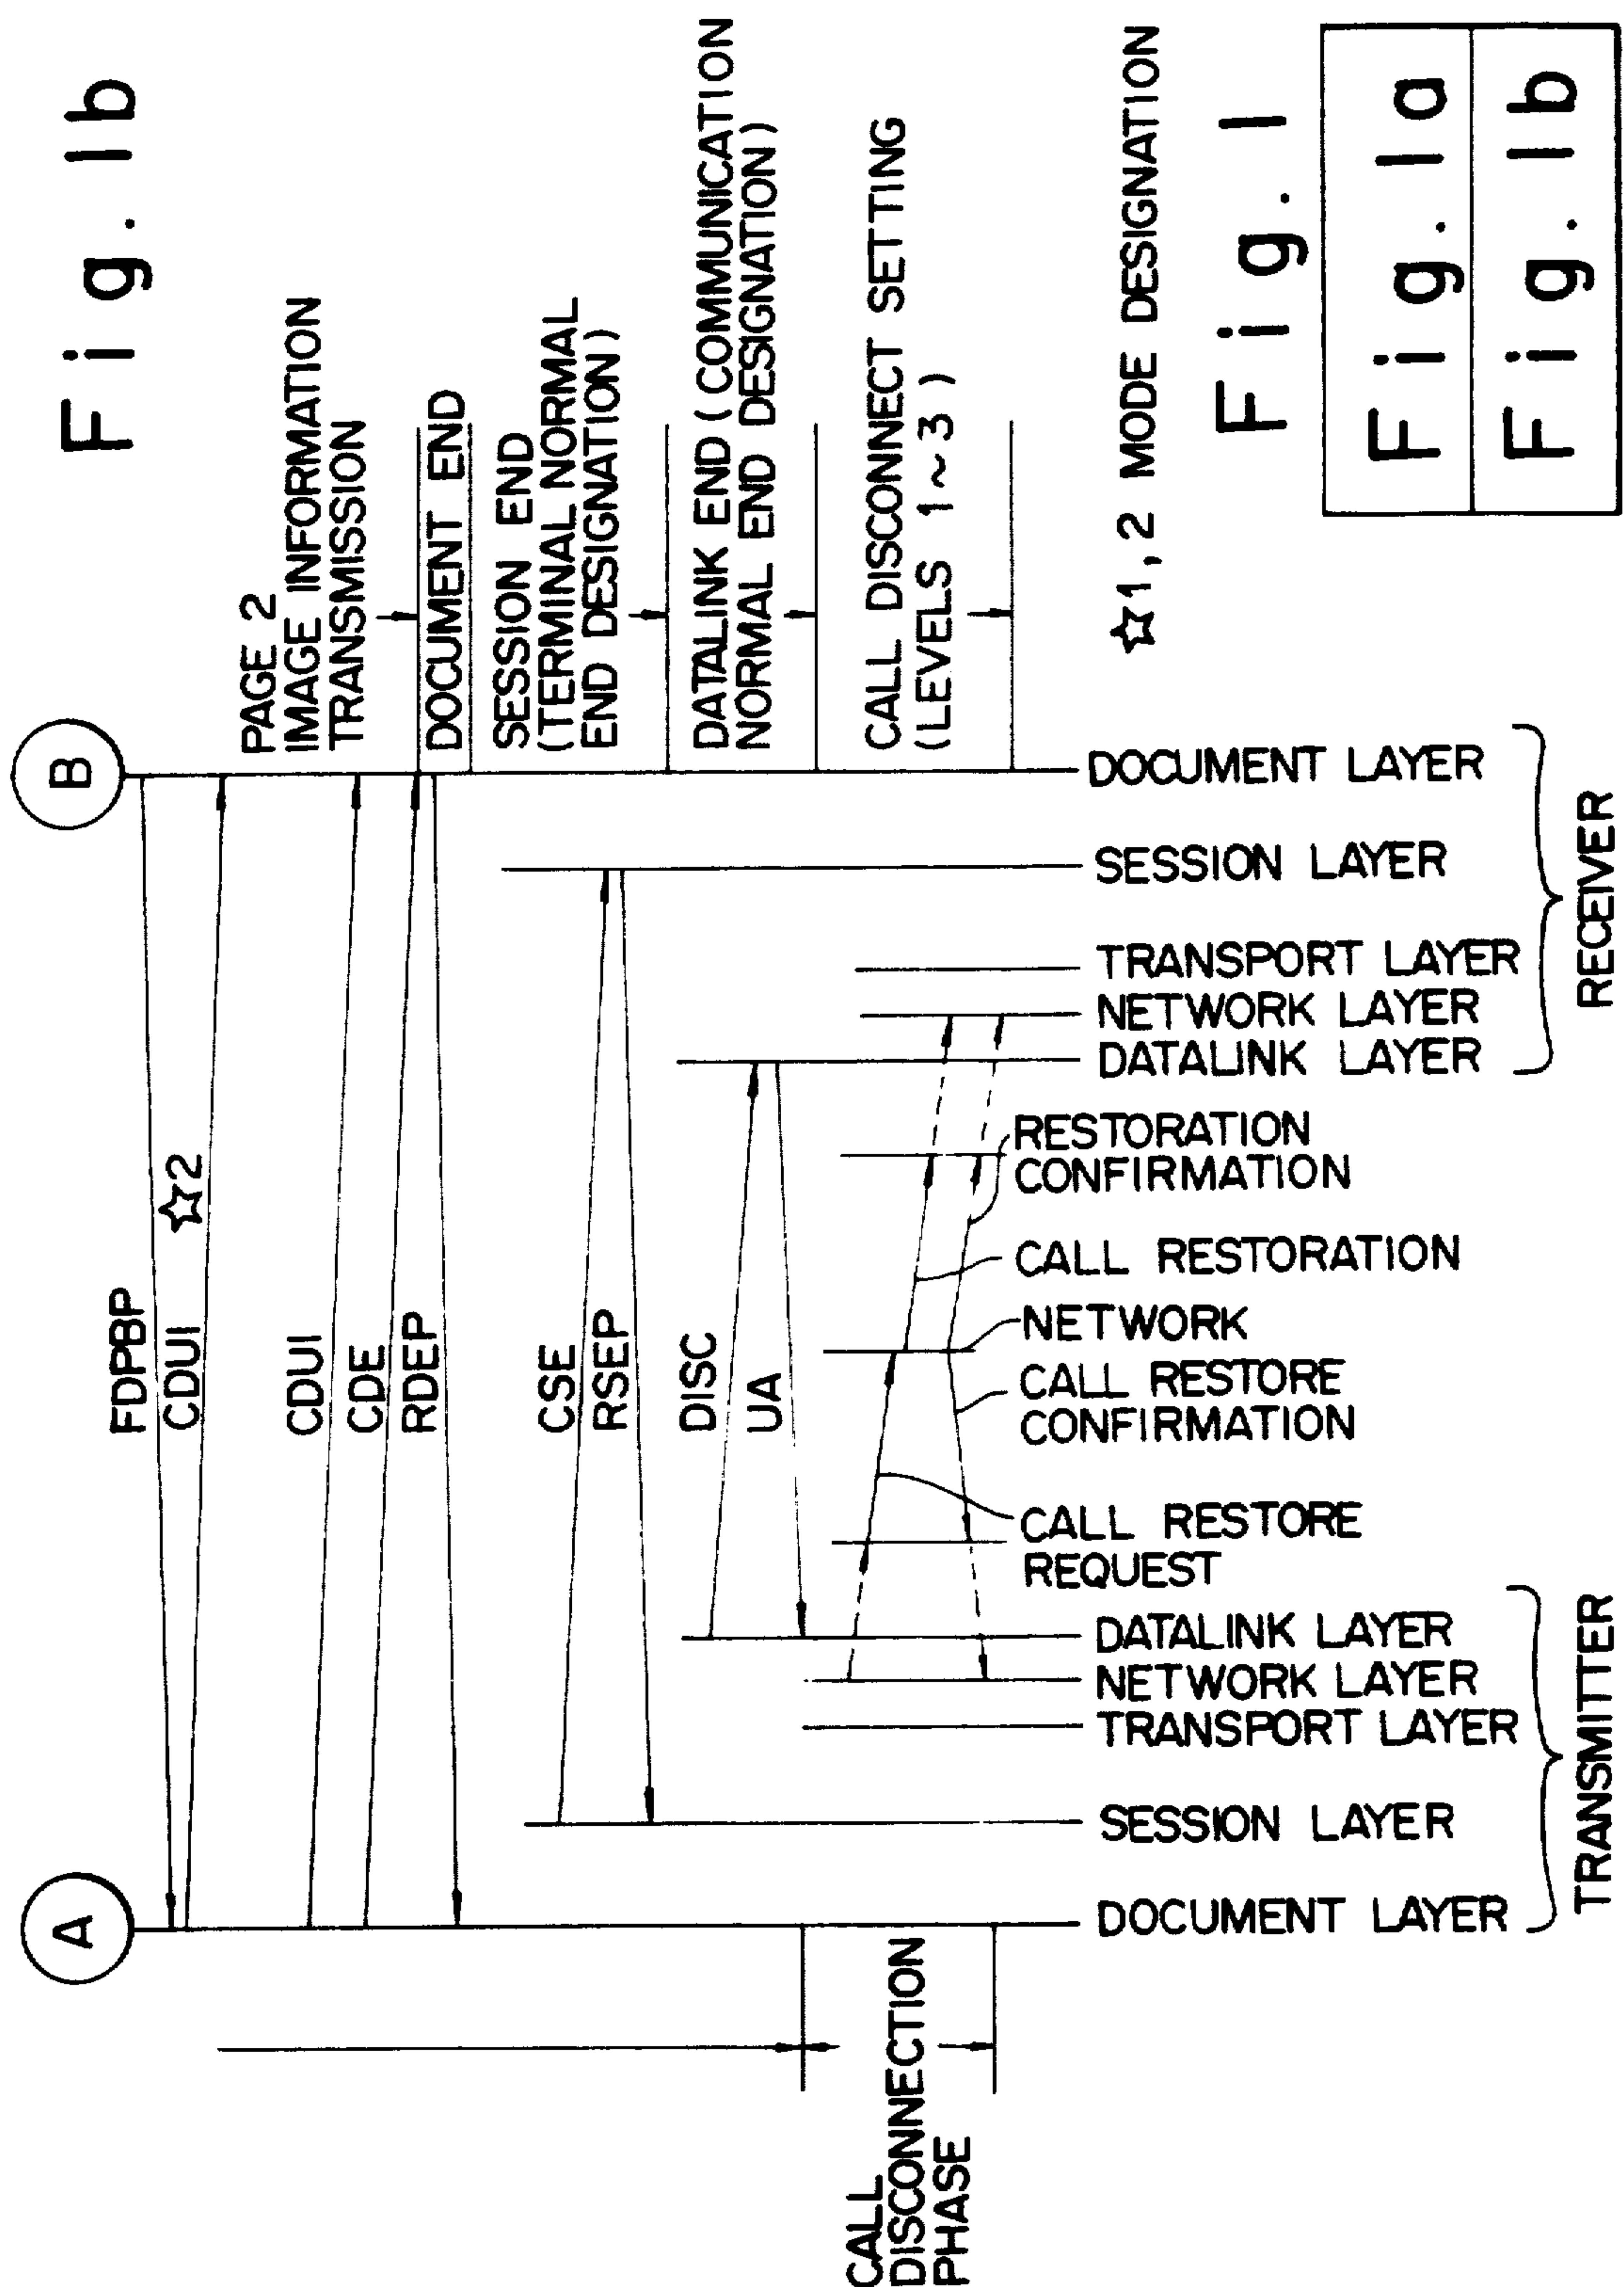 Fig. 1b
A
B
FDPBP
CDUI ☆2
CDUI
CDE
RDEP
CSE
RSEP
DISC
UA
PAGE 2
IMAGE INFORMATION
TRANSMISSION
DOCUMENT END
SESSION END
(TERMINAL NORMAL
END DESIGNATION)
DATALINK END (COMMUNICATION
NORMAL END DESIGNATION)
CALL DISCONNECT SETTING
(LEVELS 1~3)
CALL
DISCONNECTION
PHASE
DOCUMENT LAYER
SESSION LAYER
TRANSPORT LAYER
NETWORK LAYER
DATALINK LAYER
TRANSMITTER
CALL RESTORE
REQUEST
CALL RESTORE
CONFIRMATION
NETWORK
CALL RESTORATION
RESTORATION
CONFIRMATION
DATALINK LAYER
NETWORK LAYER
TRANSPORT LAYER
SESSION LAYER
DOCUMENT LAYER
RECEIVER
☆1,2 MODE DESIGNATION
Fig. 1
Fig. 1a
Fig. 1b